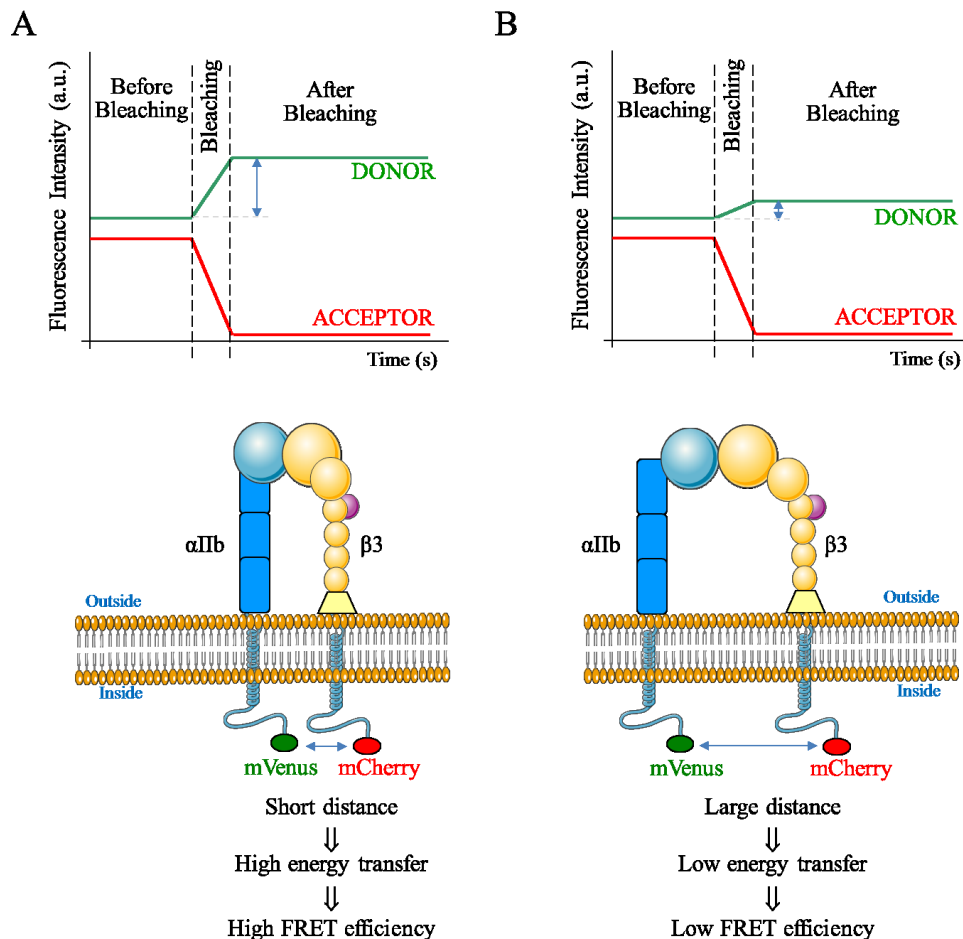 A
Fluorescence Intensity (a.u.)
Before
Bleaching
Bleaching
After
Bleaching
DONOR
ACCEPTOR
Time (s)
B
Fluorescence Intensity (a.u.)
Before
Bleaching
Bleaching
After
Bleaching
DONOR
ACCEPTOR
Time (s)
αIIb
β3
Outside
Inside
mVenus
mCherry
Short distance
⇓
High energy transfer
⇓
High FRET efficiency
αIIb
β3
Outside
Inside
mVenus
mCherry
Large distance
⇓
Low energy transfer
⇓
Low FRET efficiency